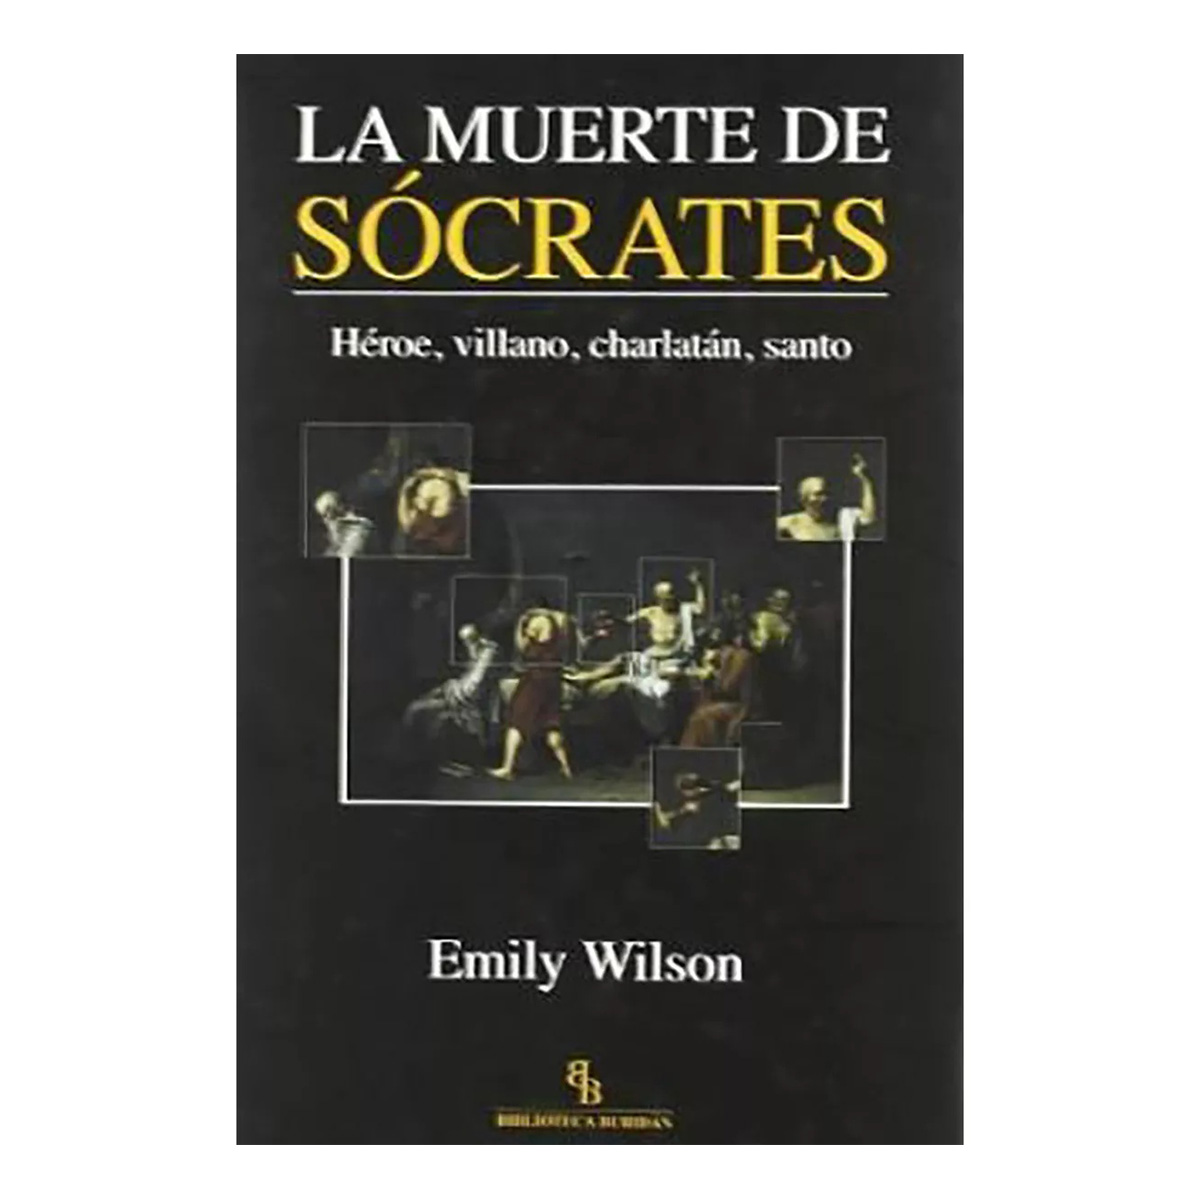 LA MUERTE DE
SÓCRATES
Héroe, villano, charlatán, santo
Emily Wilson
BIBLIOTECA BURIDÁN